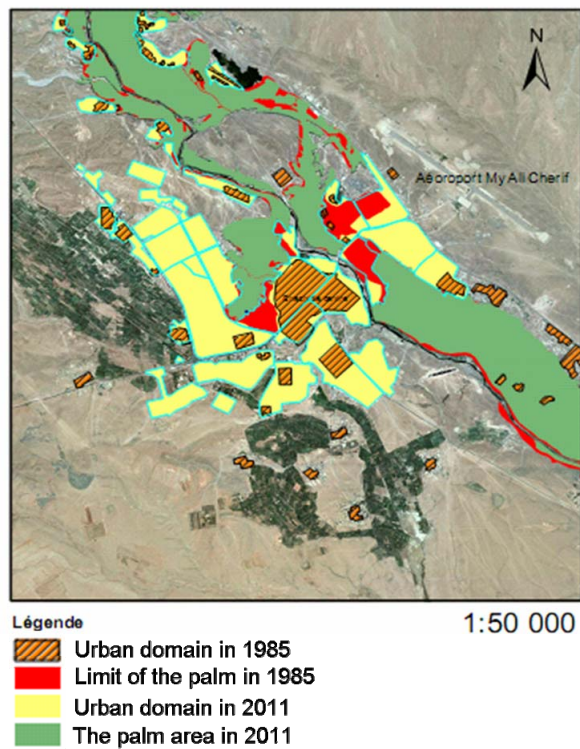 N
Aéoroport My Ali Cherif
Légende
1:50 000
Urban domain in 1985
Limit of the palm in 1985
Urban domain in 2011
The palm area in 2011